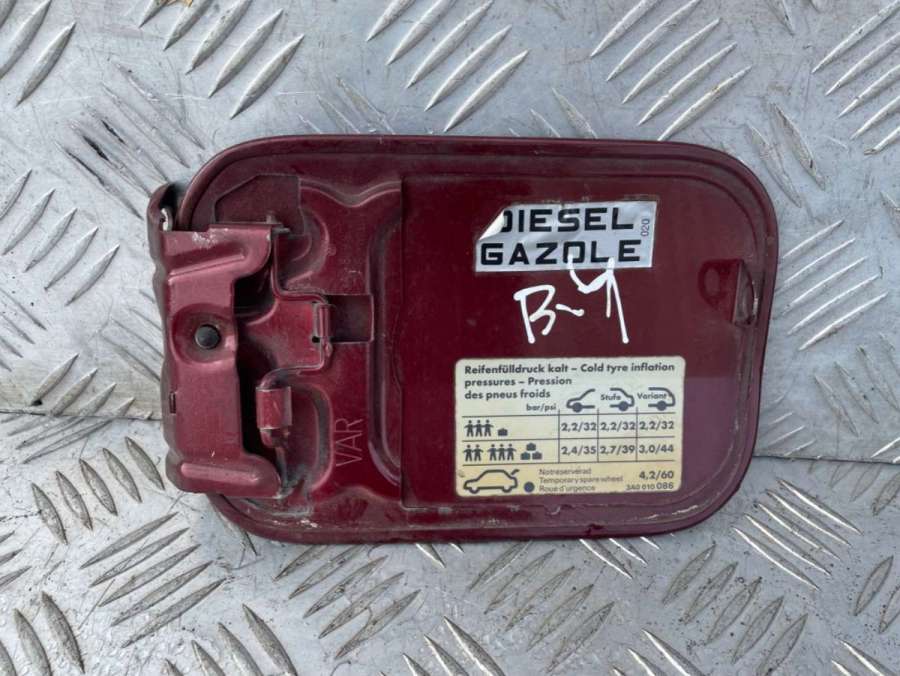 DIESEL 020
GAZOLE
B-4
Reifenfülldruck kalt – Cold tyre inflation
pressures – Pression
des pneus froids
bar/psi Stufe Variant
2,2/32 2,2/32 2,2/32
2,4/35 2,7/39 3,0/44
Notreserverad
Temporary spare wheel 4,2/60
Roue d'urgence 3A0 010 086
VAR